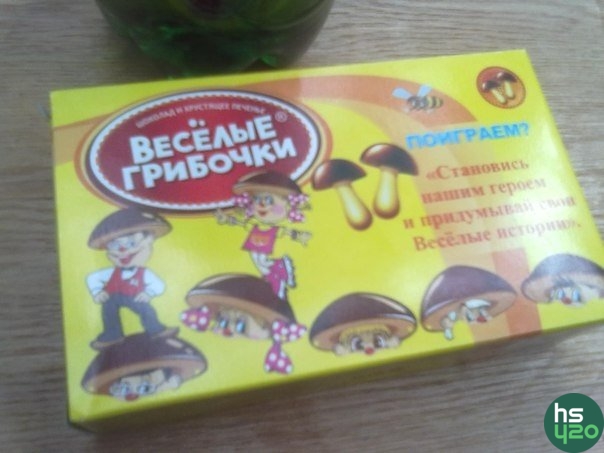 ШОКОЛАД И ХРУСТЯЩЕЕ ПЕЧЕНЬЕ
ВЕСЁЛЫЕ®
ГРИБОЧКИ
ПОИГРАЕМ?
«Становись
нашим героем
и придумывай свои
Весёлые истории».
hs
420